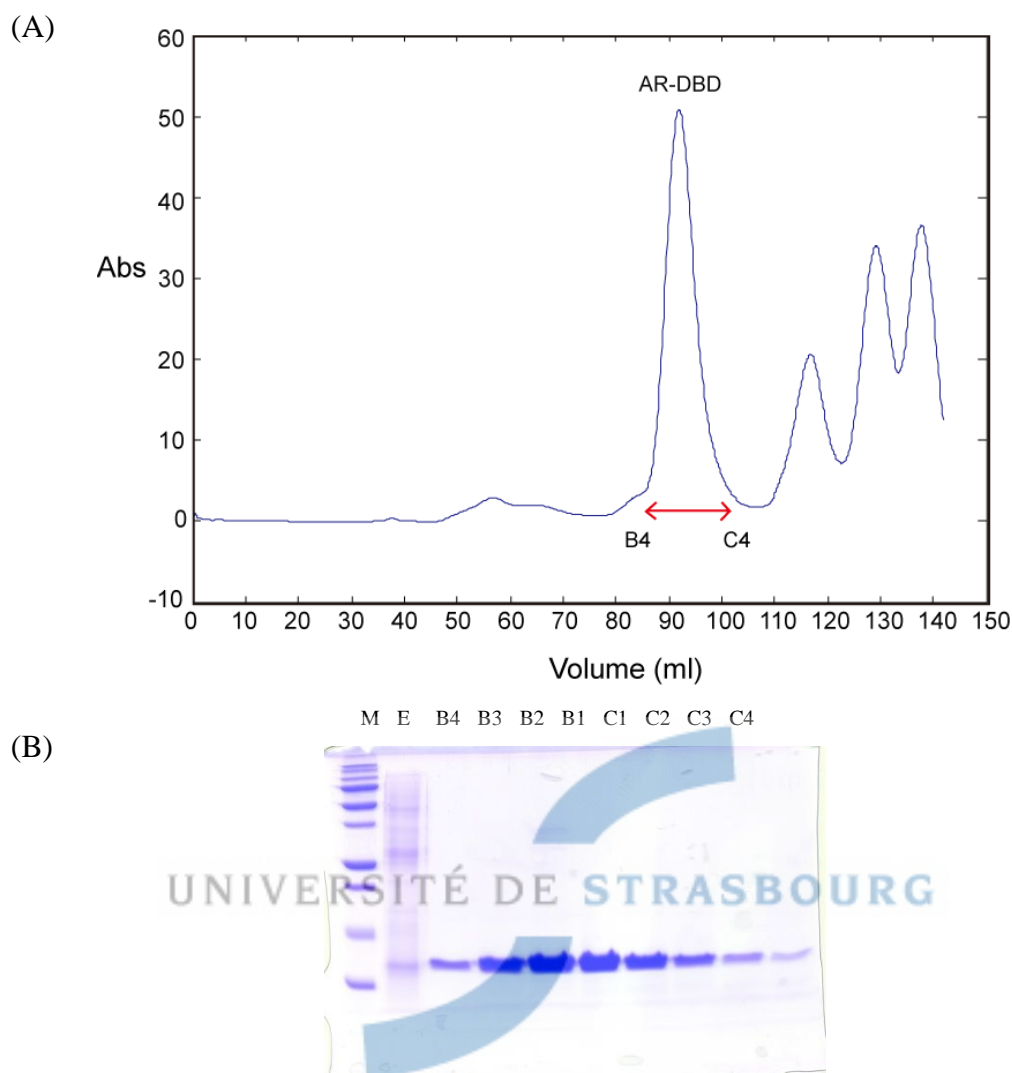 (A)
60
50
40
30
20
10
0
-10
Abs
AR-DBD
B4 C4
0 10 20 30 40 50 60 70 80 90 100 110 120 130 140 150
Volume (ml)
M E B4 B3 B2 B1 C1 C2 C3 C4
(B)
UNIVERSITÉ DE STRASBOURG